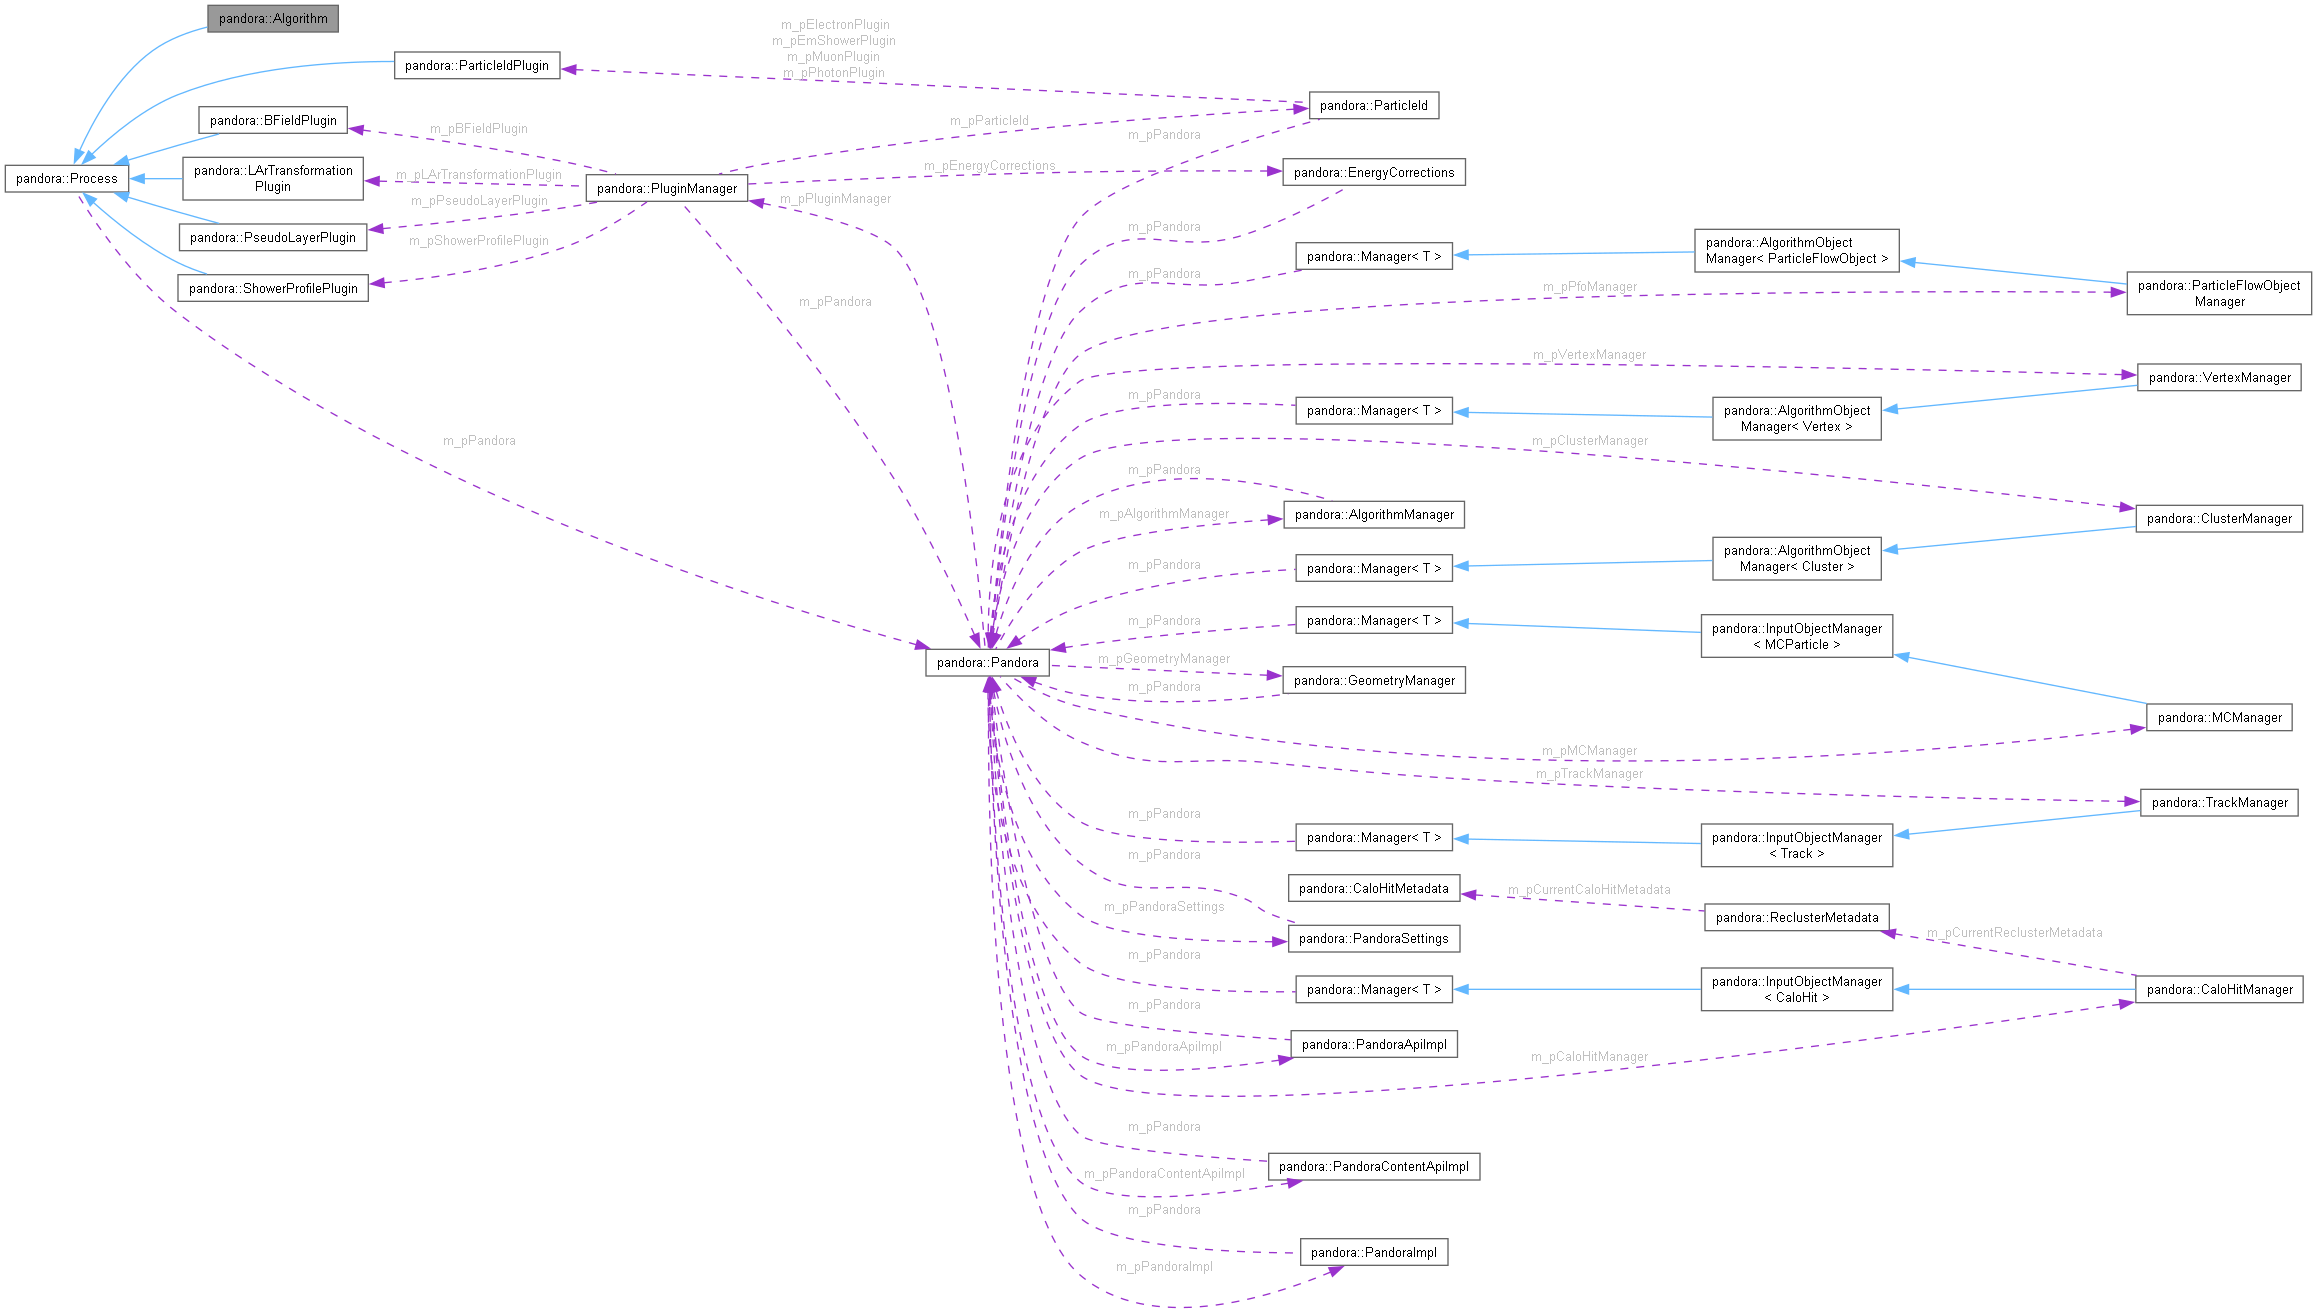 pandora::Algorithm
m_pElectronPlugin
m_pEmShowerPlugin
m_pMuonPlugin
m_pPhotonPlugin
pandora::ParticleIdPlugin
pandora::ParticleId
pandora::BFieldPlugin
m_pBFieldPlugin
m_pParticleId
m_pPandora
pandora::LArTransformation
Plugin
m_pLArTransformationPlugin
m_pEnergyCorrections
pandora::EnergyCorrections
pandora::Process
pandora::PluginManager
m_pPseudoLayerPlugin
m_pPluginManager
pandora::PseudoLayerPlugin
m_pShowerProfilePlugin
m_pPandora
pandora::ShowerProfilePlugin
pandora::Manager< T >
pandora::AlgorithmObject
Manager< ParticleFlowObject >
m_pPandora
m_pPfoManager
pandora::ParticleFlowObject
Manager
m_pPandora
m_pVertexManager
pandora::VertexManager
m_pPandora
pandora::Manager< T >
pandora::AlgorithmObject
Manager< Vertex >
m_pPandora
m_pClusterManager
m_pPandora
m_pAlgorithmManager
pandora::AlgorithmManager
pandora::ClusterManager
m_pPandora
pandora::Manager< T >
pandora::AlgorithmObject
Manager< Cluster >
m_pPandora
pandora::Manager< T >
pandora::InputObjectManager
< MCParticle >
pandora::Pandora
m_pGeometryManager
pandora::GeometryManager
m_pPandora
pandora::MCManager
m_pMCManager
m_pTrackManager
pandora::TrackManager
m_pPandora
pandora::Manager< T >
pandora::InputObjectManager
< Track >
m_pPandora
pandora::CaloHitMetadata
m_pCurrentCaloHitMetadata
m_pPandoraSettings
pandora::ReclusterMetadata
pandora::PandoraSettings
m_pCurrentReclusterMetadata
m_pPandora
pandora::Manager< T >
pandora::InputObjectManager
< CaloHit >
pandora::CaloHitManager
m_pPandora
m_pPandoraApiImpl
pandora::PandoraApiImpl
m_pCaloHitManager
m_pPandora
m_pPandoraContentApiImpl
pandora::PandoraContentApiImpl
m_pPandora
pandora::PandoraImpl
m_pPandoraImpl